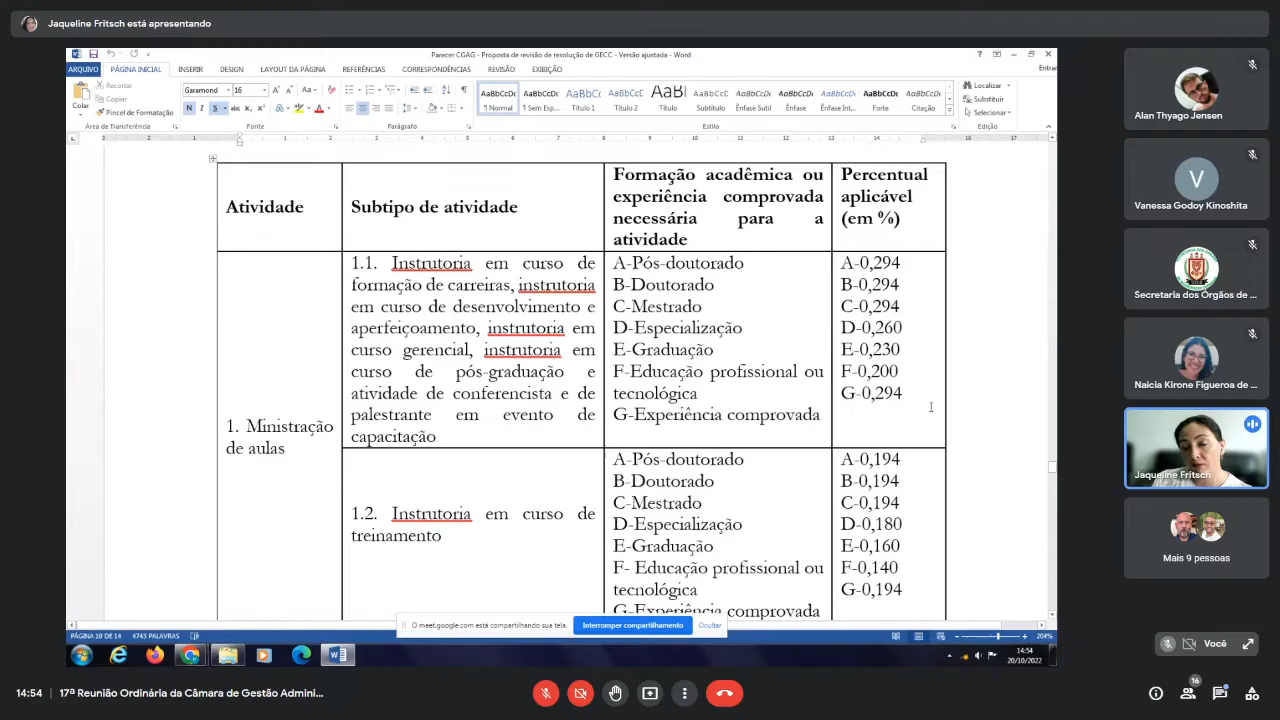 Jaqueline Fritsch está apresentando
Parecer CGAG - Proposta de revisão de resolução de GECC - Versão ajustada - Word
ARQUIVO PÁGINA INICIAL INSERIR DESIGN LAYOUT DA PÁGINA REFERÊNCIAS CORRESPONDÊNCIAS REVISÃO EXIBIÇÃO Entrar
Colar
Recortar
Copiar
Pincel de Formatação
Área de Transferência
Garamond 16
Fonte
Parágrafo
¶ Normal
¶ Sem Esp...
Título 1
Título 2
Título
Subtítulo
Ênfase Sutil
Ênfase
Ênfase Int...
Forte
Citação
Estilo
Localizar
Substituir
Selecionar
Edição
Atividade
Subtipo de atividade
Formação acadêmica ou
experiência comprovada
necessária para a
atividade
Percentual
aplicável
(em %)
1. Ministração
de aulas
1.1. Instrutoria em curso de
formação de carreiras, instrutoria
em curso de desenvolvimento e
aperfeiçoamento, instrutoria em
curso gerencial, instrutoria em
curso de pós-graduação e
atividade de conferencista e de
palestrante em evento de
capacitação
A-Pós-doutorado
B-Doutorado
C-Mestrado
D-Especialização
E-Graduação
F-Educação profissional ou
tecnológica
G-Experiência comprovada
A-0,294
B-0,294
C-0,294
D-0,260
E-0,230
F-0,200
G-0,294
1.2. Instrutoria em curso de
treinamento
A-Pós-doutorado
B-Doutorado
C-Mestrado
D-Especialização
E-Graduação
F- Educação profissional ou
tecnológica
G-Experiência comprovada
A-0,194
B-0,194
C-0,194
D-0,180
E-0,160
F-0,140
G-0,194
O meet.google.com está compartilhando sua tela. Interromper compartilhamento Ocultar
PÁGINA 10 DE 14 4743 PALAVRAS 204%
14:54
20/10/2022
Alan Thyago Jensen
V
Vanessa Godoy Kinoshita
Secretaria dos Órgãos de ...
Naicia Kirone Figueroa de ...
Jaqueline Fritsch
Mais 9 pessoas
Você
14:54 | 17ª Reunião Ordinária da Câmara de Gestão Admini...
16